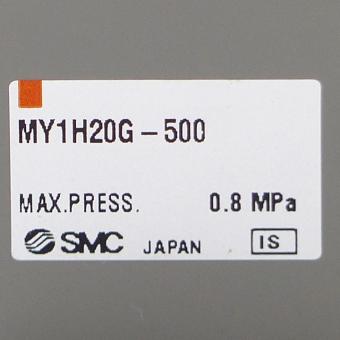 MY1H20G-500
MAX.PRESS. 0.8 MPa
SMC JAPAN IS